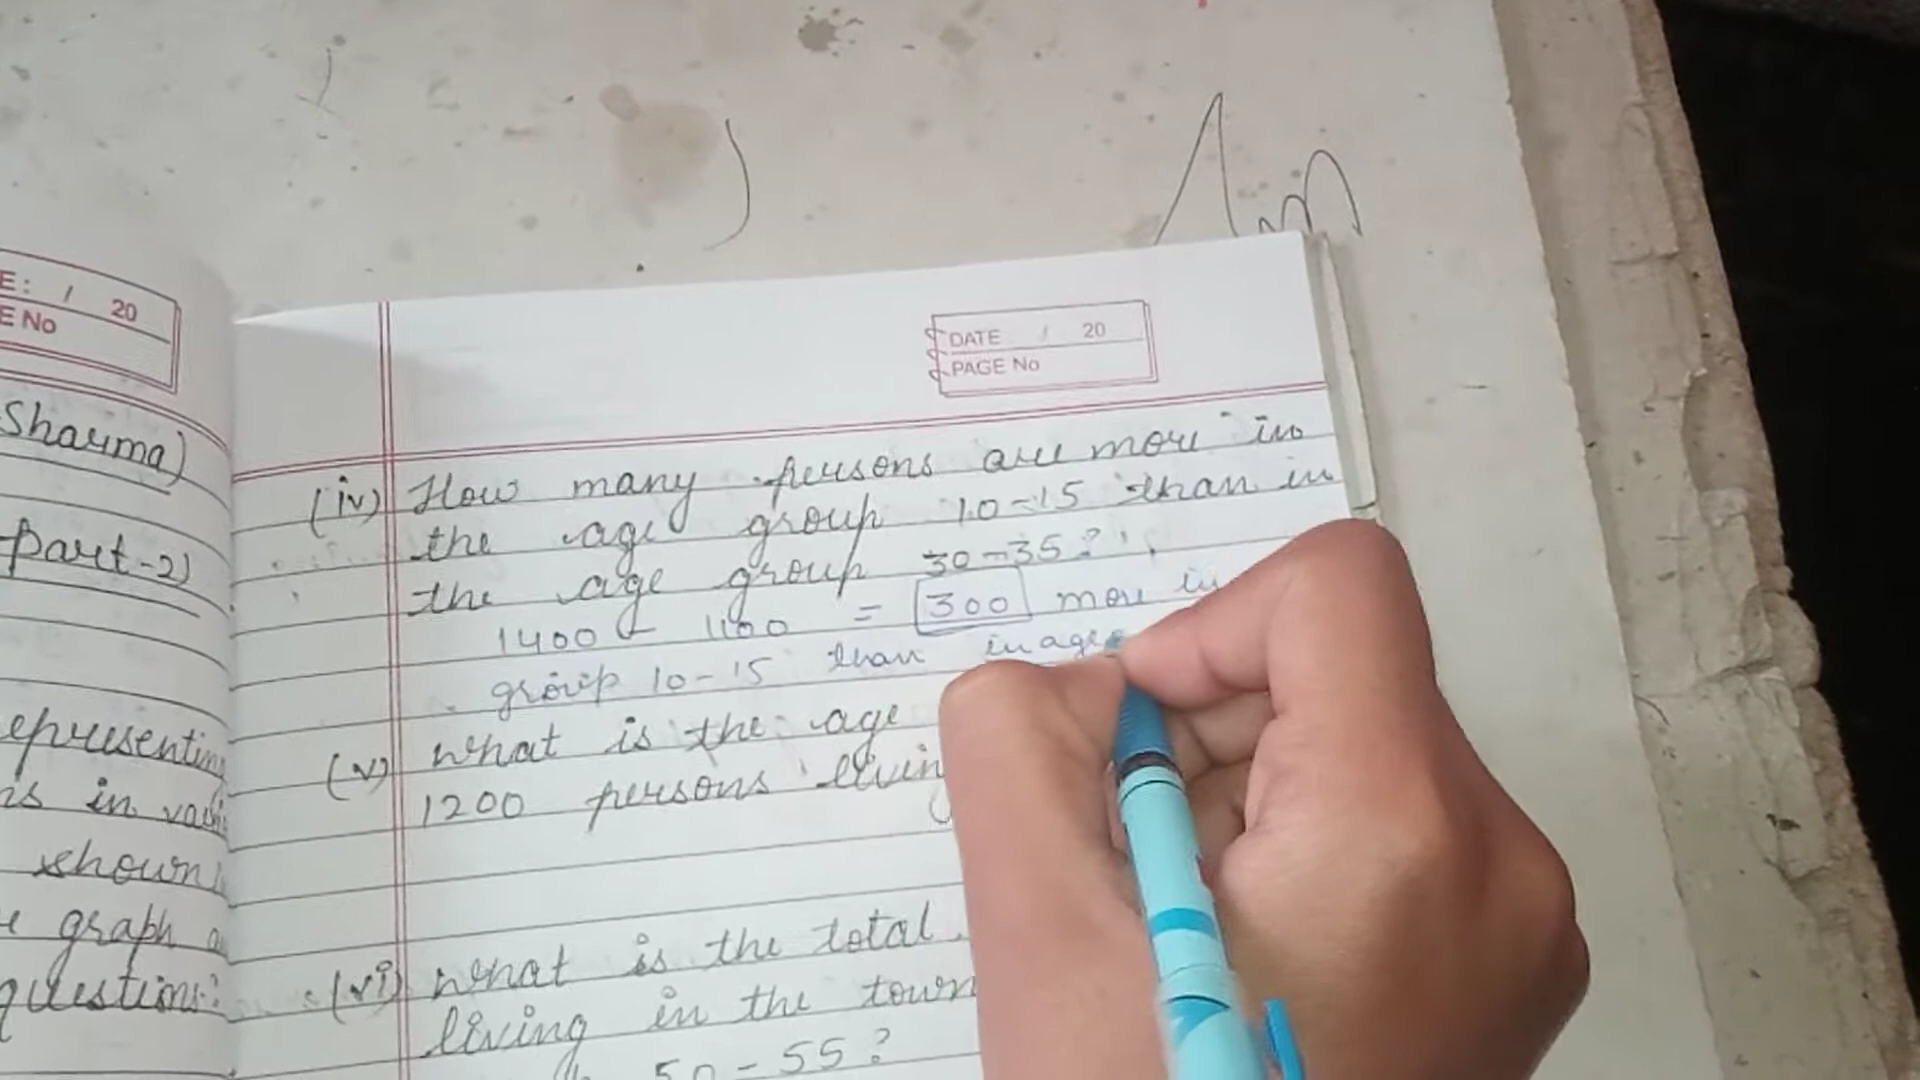 E: / 20
E No
Sharma)
Part-2)
epresenting
ns in
shown
graph
questions:
DATE / 20
PAGE No
(iv) How many persons are more in
the age group 10-15 than in
the age group 30-35?
1400 - 1100 = 300 more in
group 10-15 than in age
(v) what is the age
1200 persons livin
(vi) what is the total
living in the town
50-55?